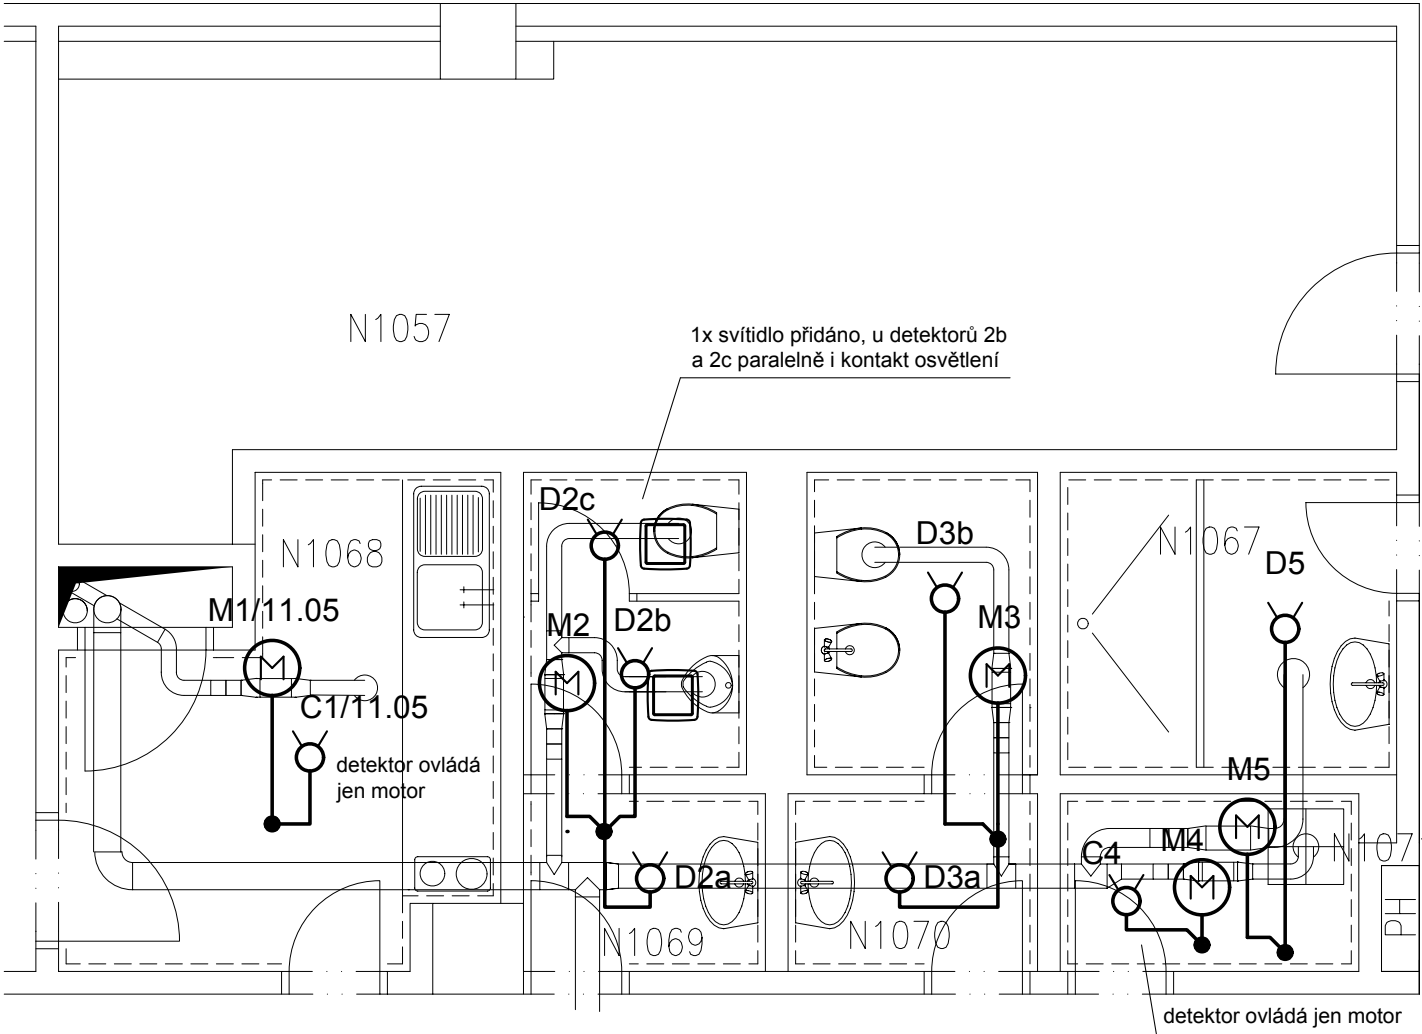 N1057
1x svítidlo přidáno, u detektorů 2b
a 2c paralelně i kontakt osvětlení
D2c
D3b
N1067
N1068
D5
M1/11.05
M2
D2b
M3
C1/11.05
detektor ovládá
jen motor
M5
M4
C4
N107
D2a
D3a
N1069
N1070
PH
detektor ovládá jen motor